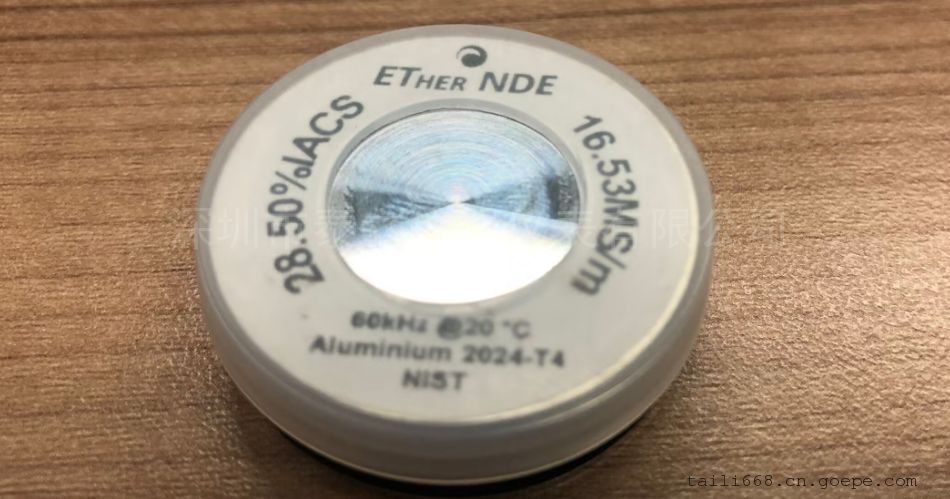 ETHER NDE
28.50%IACS
16.53MS/m
60kHz @20 °C
Aluminium 2024-T4
NIST
taili668.cn.goepe.com